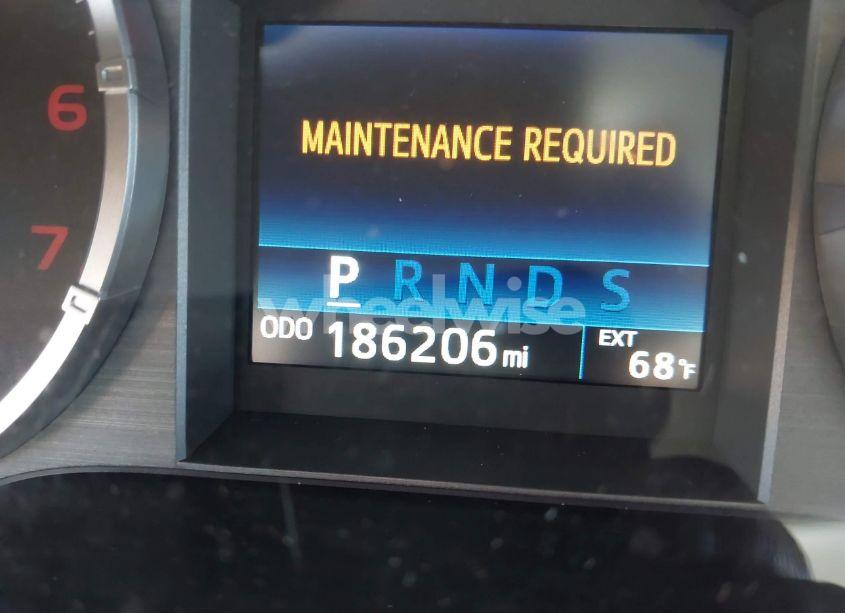 6
7
MAINTENANCE REQUIRED
P R N D S
wheelwise
ODO 186206 mi
EXT
68°F